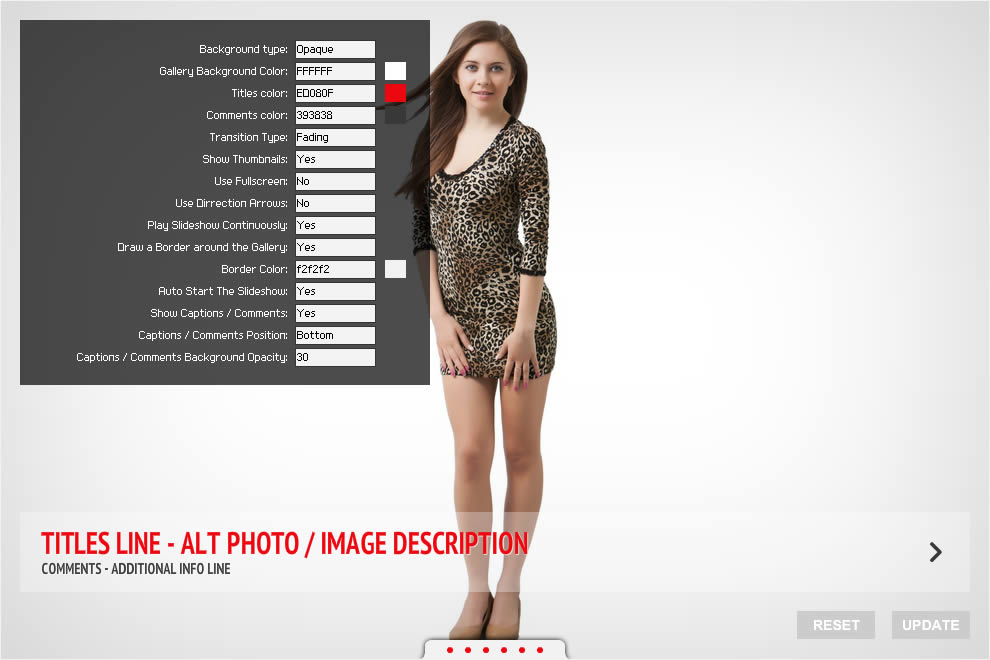 Background type: Opaque
Gallery Background Color: FFFFFF
Titles color: ED080F
Comments color: 393838
Transition Type: Fading
Show Thumbnails: Yes
Use Fullscreen: No
Use Dirrection Arrows: No
Play Slideshow Continuously: Yes
Draw a Border around the Gallery: Yes
Border Color: f2f2f2
Auto Start The Slideshow: Yes
Show Captions / Comments: Yes
Captions / Comments Position: Bottom
Captions / Comments Background Opacity: 30
TITLES LINE - ALT PHOTO / IMAGE DESCRIPTION
COMMENTS - ADDITIONAL INFO LINE
RESET UPDATE